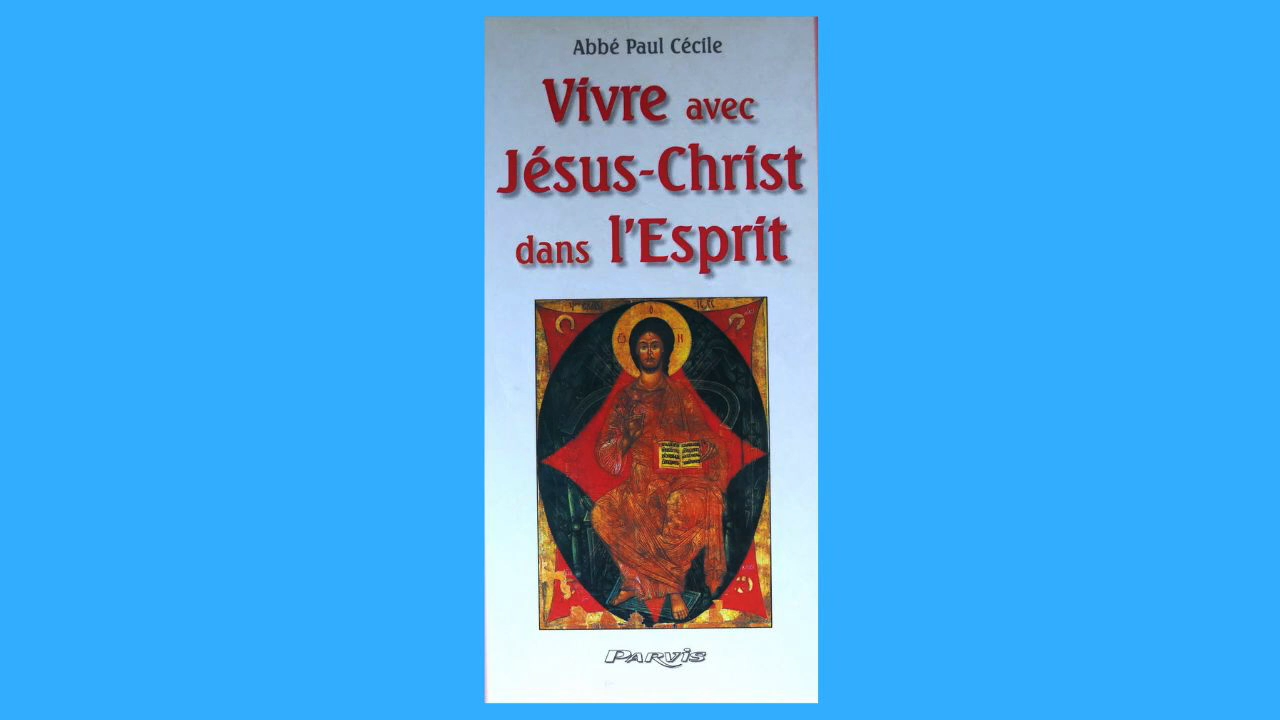 Abbé Paul Cécile
Vivre avec
Jésus-Christ
dans l'Esprit
PARVIS